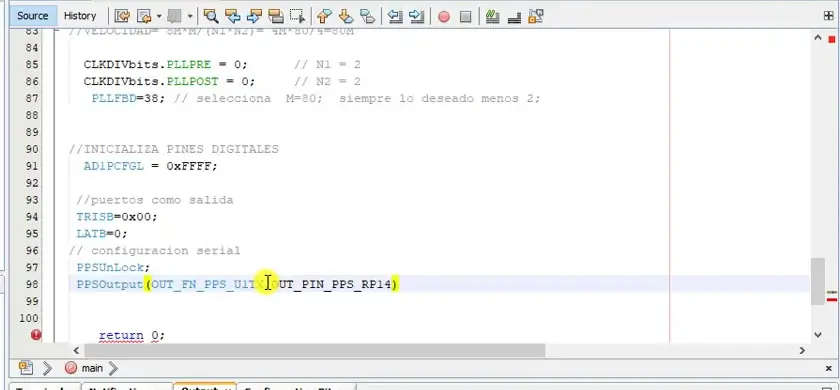 Source History
83 //VELOCIDAD= 8M*M/(N1*N2)= 4M*80/4=80M
84
85 CLKDIVbits.PLLPRE = 0; // N1 = 2
86 CLKDIVbits.PLLPOST = 0; // N2 = 2
87 PLLFBD=38; // selecciona M=80; siempre lo deseado menos 2;
88
89
90 //INICIALIZA PINES DIGITALES
91 AD1PCFGL = 0xFFFF;
92
93 //puertos como salida
94 TRISB=0x00;
95 LATB=0;
96 // configuracion serial
97 PPSUnLock;
98 PPSOutput(OUT_FN_PPS_U1TX,OUT_PIN_PPS_RP14)
99
100
return 0;
main
Output